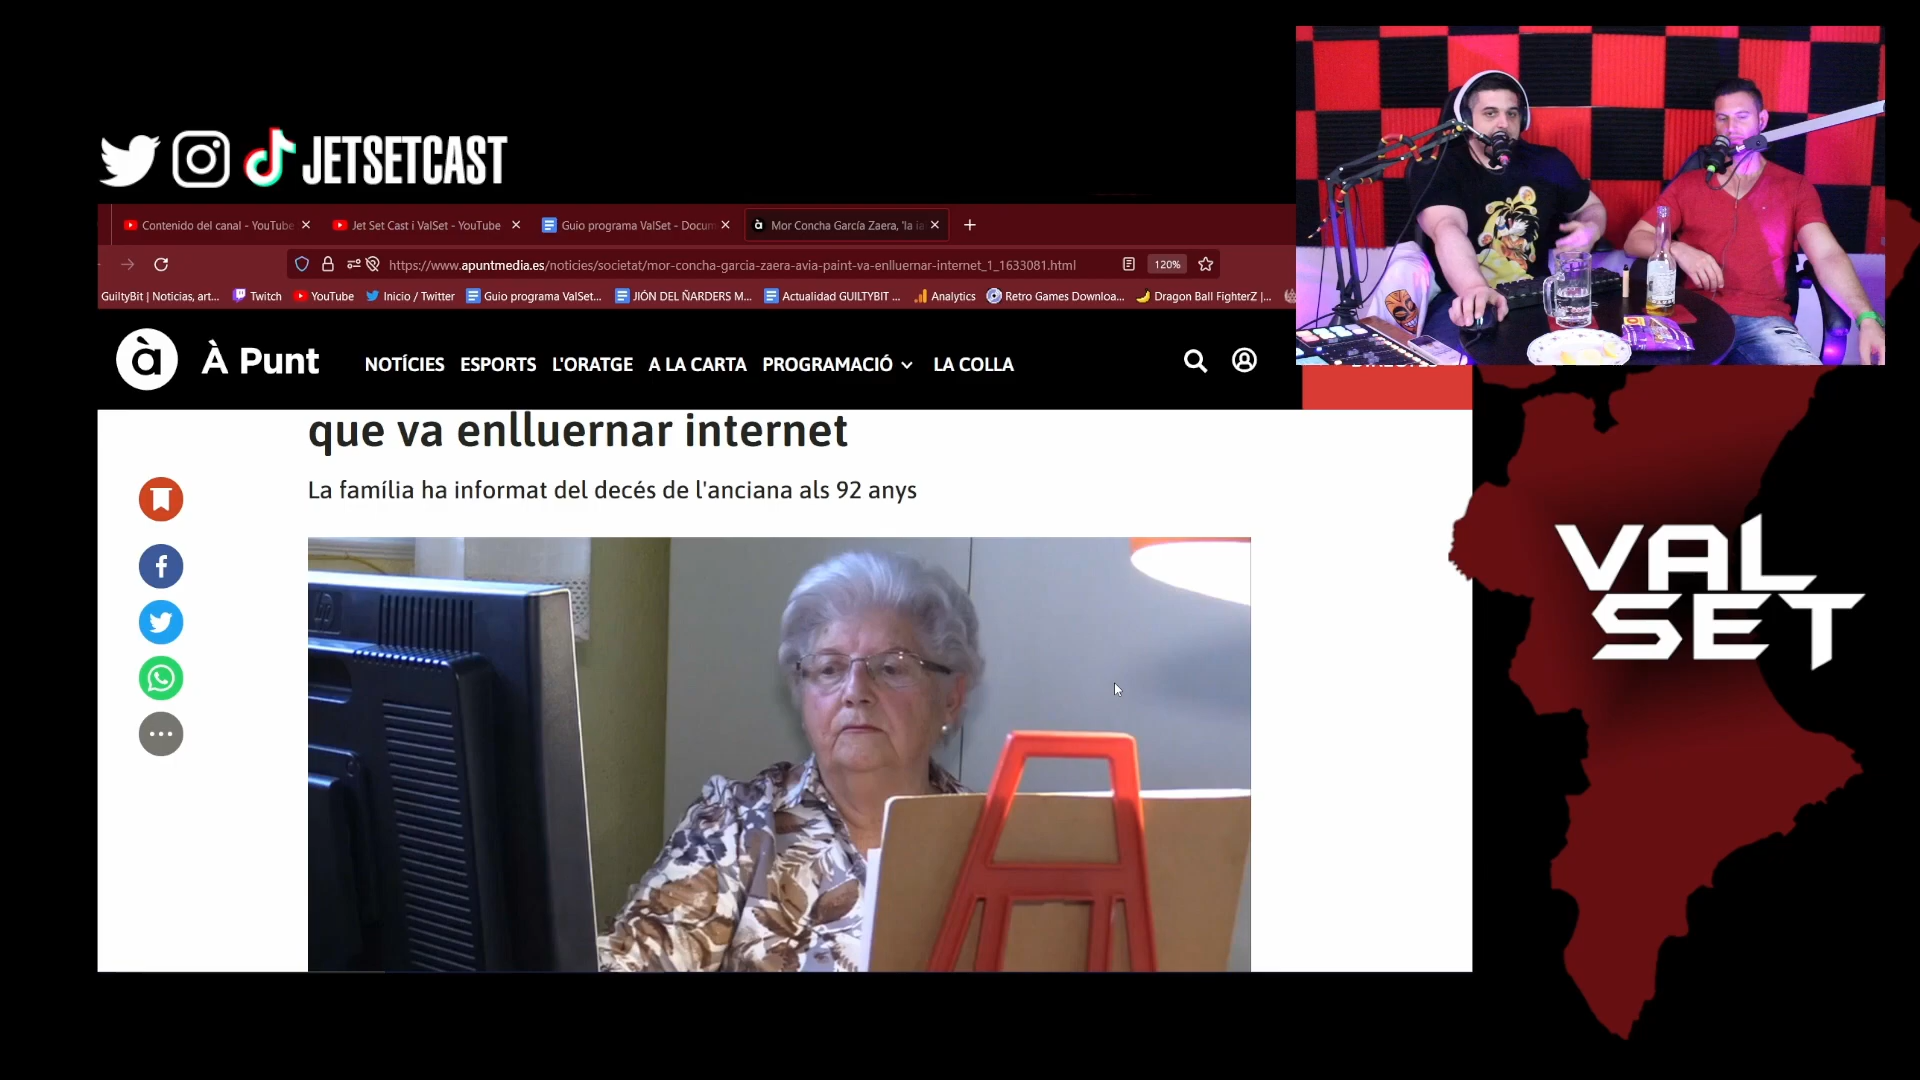 JETSETCAST
Contenido del canal - YouTube
Jet Set Cast i ValSet - YouTube
Guio programa ValSet - Docum
Mor Concha García Zaera, 'la ia
https://www.apuntmedia.es/noticies/societat/mor-concha-garcia-zaera-avia-paint-va-enlluernar-internet_1_1633081.html
120%
GuiltyBit | Noticias, art...
Twitch
YouTube
Inicio / Twitter
Guio programa ValSet...
JIÓN DEL ÑARDERS M...
Actualidad GUILTYBIT ...
Analytics
Retro Games Downloa...
Dragon Ball FighterZ |...
à
À Punt
NOTÍCIES
ESPORTS
L'ORATGE
A LA CARTA
PROGRAMACIÓ
LA COLLA
que va enlluernar internet
La família ha informat del decés de l'anciana als 92 anys
hp
VAL
SET